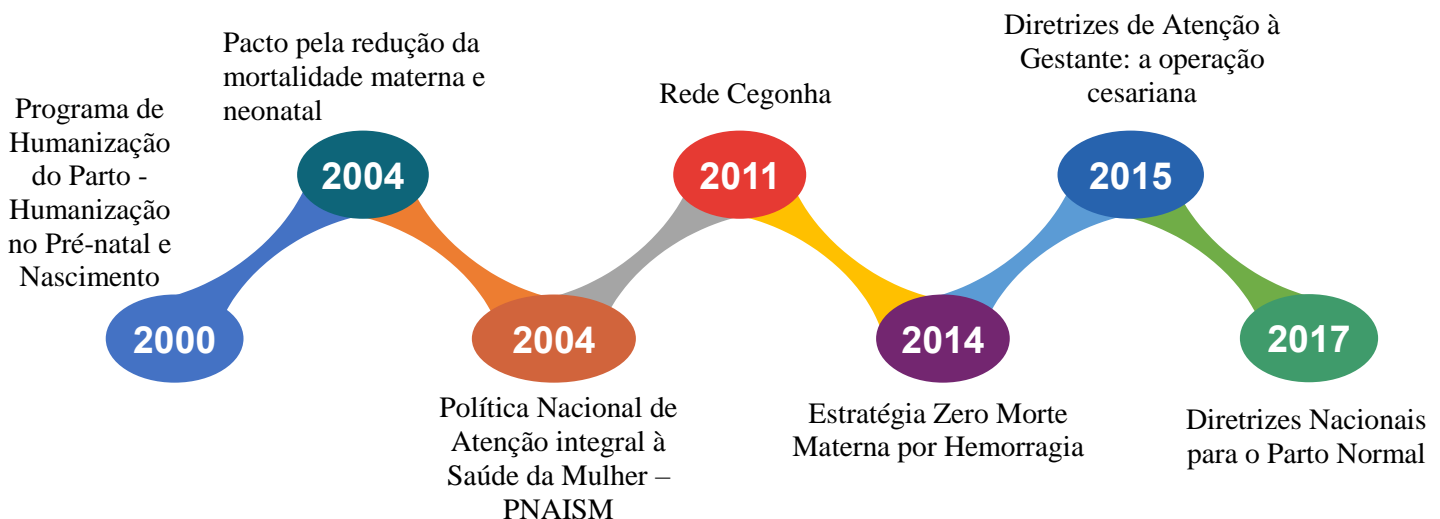 Programa de
Humanização
do Parto -
Humanização
no Pré-natal e
Nascimento
2000
Pacto pela redução da
mortalidade materna e
neonatal
2004
2004
Política Nacional de
Atenção integral à
Saúde da Mulher –
PNAISM
Rede Cegonha
2011
2014
Estratégia Zero Morte
Materna por Hemorragia
Diretrizes de Atenção à
Gestante: a operação
cesariana
2015
2017
Diretrizes Nacionais
para o Parto Normal